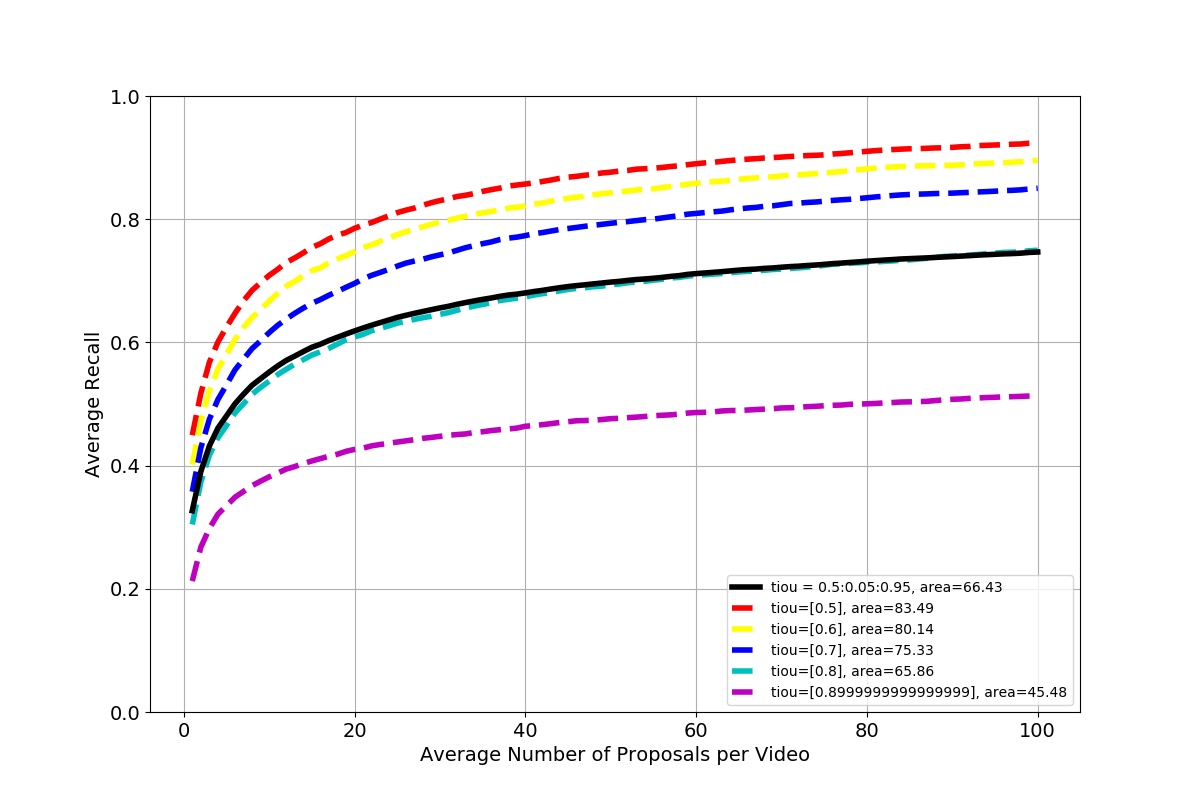 1.0
0.8
0.6
0.4
0.2
0.0
Average Recall
tiou = 0.5:0.05:0.95, area=66.43
tiou=[0.5], area=83.49
tiou=[0.6], area=80.14
tiou=[0.7], area=75.33
tiou=[0.8], area=65.86
tiou=[0.8999999999999999], area=45.48
0 20 40 60 80 100
Average Number of Proposals per Video